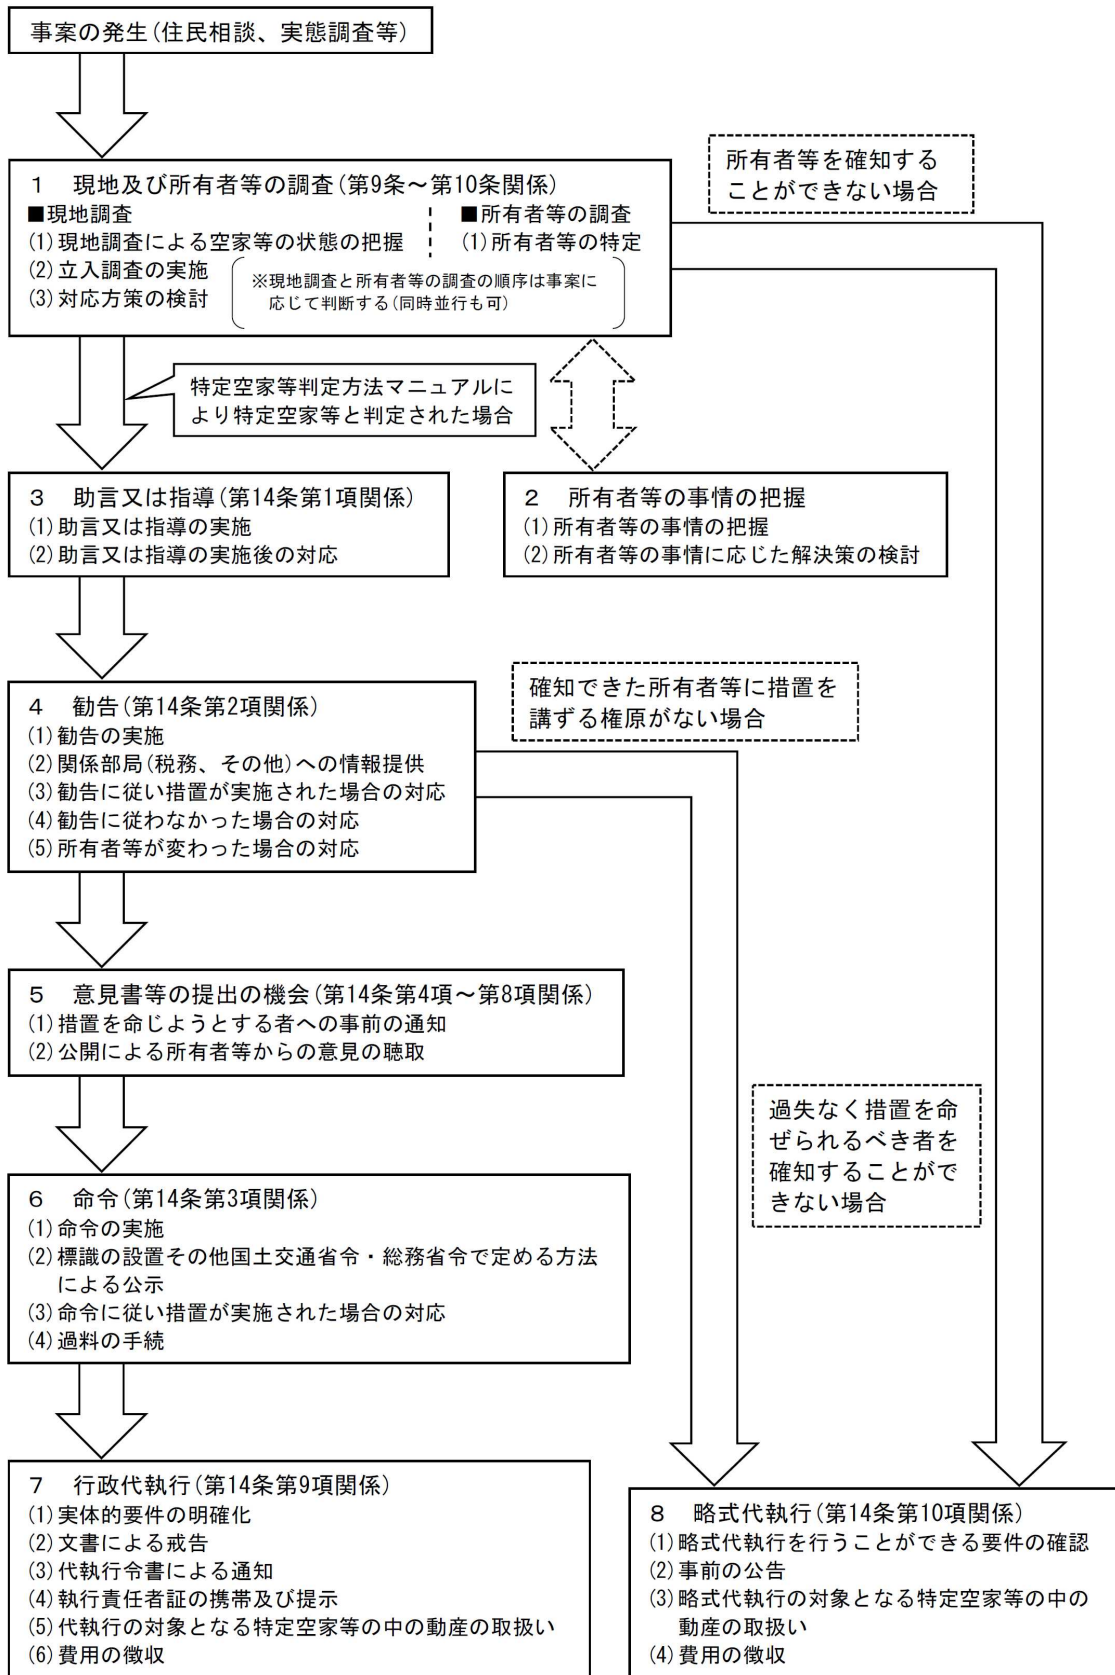 事案の発生(住民相談、実態調査等)
所有者等を確知する
ことができない場合
1 現地及び所有者等の調査(第9条～第10条関係)
■現地調査
(1)現地調査による空家等の状態の把握
(2)立入調査の実施
(3)対応方策の検討
■所有者等の調査
(1)所有者等の特定
※現地調査と所有者等の調査の順序は事案に
応じて判断する(同時並行も可)
特定空家等判定方法マニュアルに
より特定空家等と判定された場合
3 助言又は指導(第14条第1項関係)
(1)助言又は指導の実施
(2)助言又は指導の実施後の対応
2 所有者等の事情の把握
(1)所有者等の事情の把握
(2)所有者等の事情に応じた解決策の検討
確知できた所有者等に措置を
講ずる権原がない場合
4 勧告(第14条第2項関係)
(1)勧告の実施
(2)関係部局(税務、その他)への情報提供
(3)勧告に従い措置が実施された場合の対応
(4)勧告に従わなかった場合の対応
(5)所有者等が変わった場合の対応
5 意見書等の提出の機会(第14条第4項～第8項関係)
(1)措置を命じようとする者への事前の通知
(2)公開による所有者等からの意見の聴取
過失なく措置を命
ぜられるべき者を
確知することがで
きない場合
6 命令(第14条第3項関係)
(1)命令の実施
(2)標識の設置その他国土交通省令・総務省令で定める方法
による公示
(3)命令に従い措置が実施された場合の対応
(4)過料の手続
7 行政代執行(第14条第9項関係)
(1)実体的要件の明確化
(2)文書による戒告
(3)代執行令書による通知
(4)執行責任者証の携帯及び提示
(5)代執行の対象となる特定空家等の中の動産の取扱い
(6)費用の徴収
8 略式代執行(第14条第10項関係)
(1)略式代執行を行うことができる要件の確認
(2)事前の公告
(3)略式代執行の対象となる特定空家等の中の
動産の取扱い
(4)費用の徴収